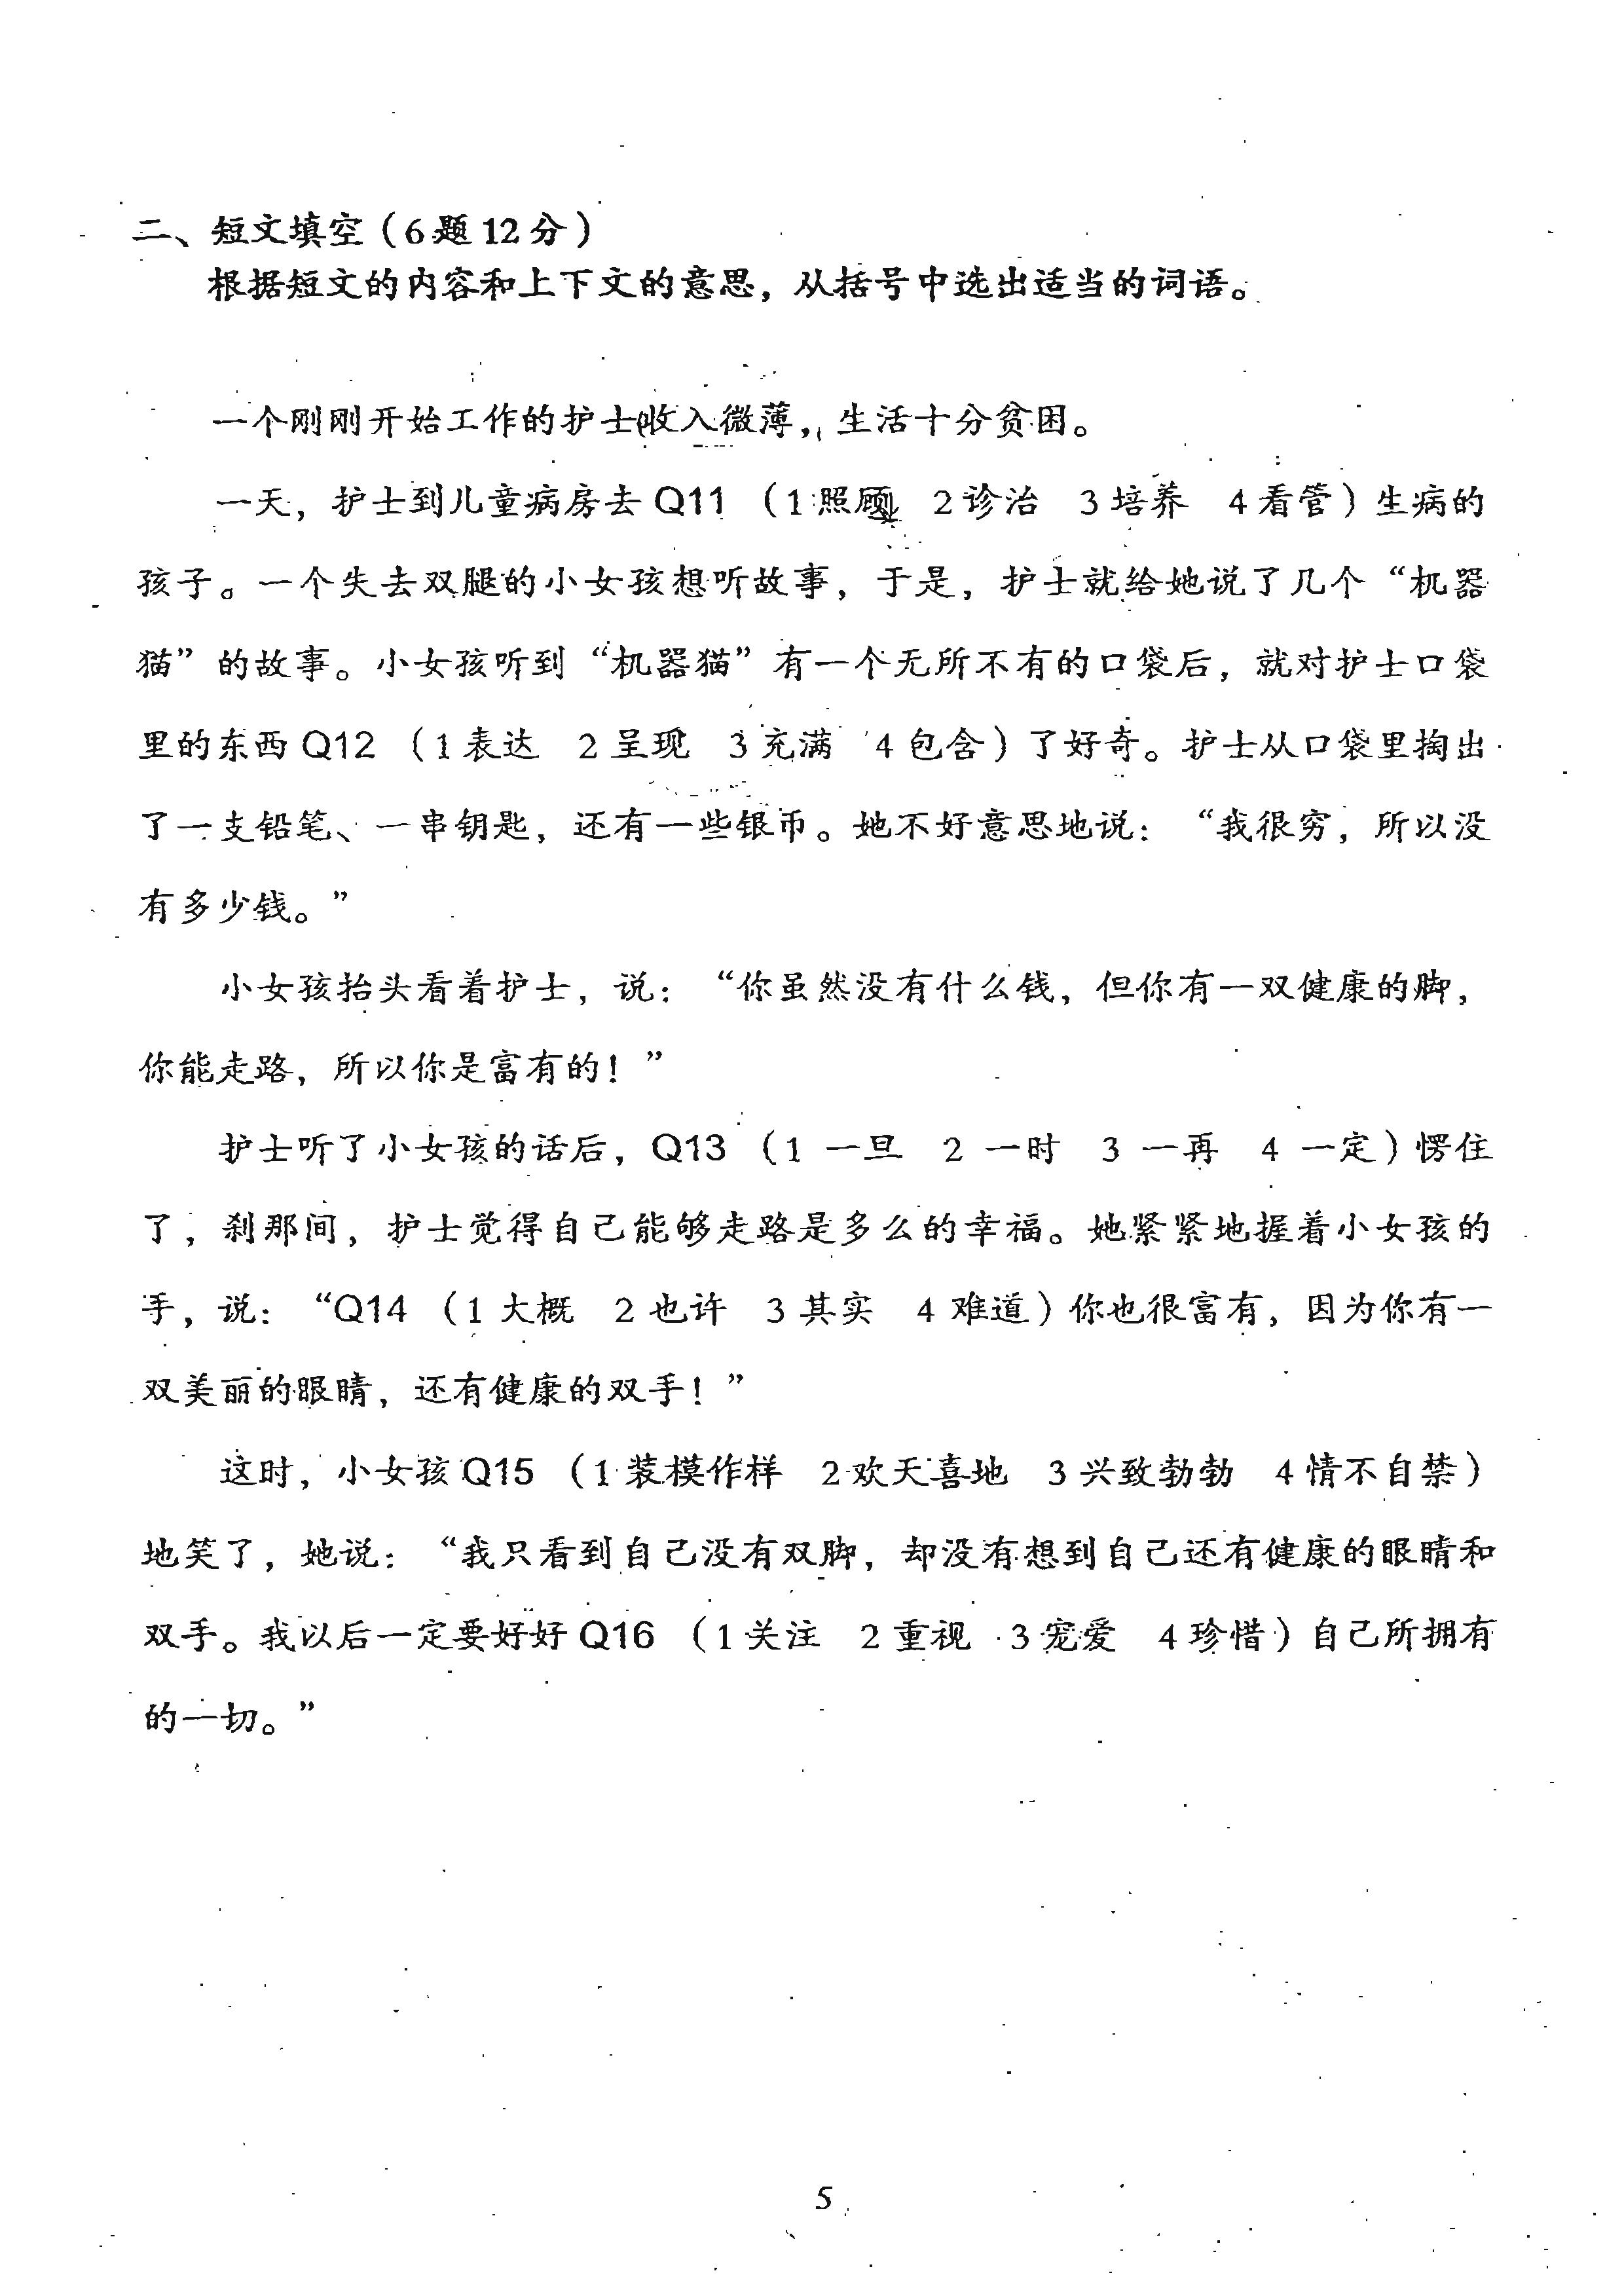 二、短文填空（6题12分）
根据短文的内容和上下文的意思，从括号中选出适当的词语。
一个刚刚开始工作的护士收入微薄，生活十分贫困。
一天，护士到儿童病房去Q11（1照顾 2诊治 3培养 4看管）生病的
孩子。一个失去双腿的小女孩想听故事，于是，护士就给她说了几个“机器
猫”的故事。小女孩听到“机器猫”有一个无所不有的口袋后，就对护士口袋
里的东西Q12（1表达 2呈现 3充满 4包含）了好奇。护士从口袋里掏出
了一支铅笔、一串钥匙，还有一些银币。她不好意思地说：“我很穷，所以没
有多少钱。”
小女孩抬头看着护士，说：“你虽然没有什么钱，但你有一双健康的脚，
你能走路，所以你是富有的！”
护士听了小女孩的话后，Q13（1 一旦 2 一时 3 一再 4 一定）愣住
了，刹那间，护士觉得自己能够走路是多么的幸福。她紧紧地握着小女孩的
手，说：“Q14（1大概 2也许 3其实 4难道）你也很富有，因为你有一
双美丽的眼睛，还有健康的双手！”
这时，小女孩Q15（1装模作样 2欢天喜地 3兴致勃勃 4情不自禁）
地笑了，她说：“我只看到自己没有双脚，却没有想到自己还有健康的眼睛和
双手。我以后一定要好好Q16（1关注 2重视 3宠爱 4珍惜）自己所拥有
的一切。”
5